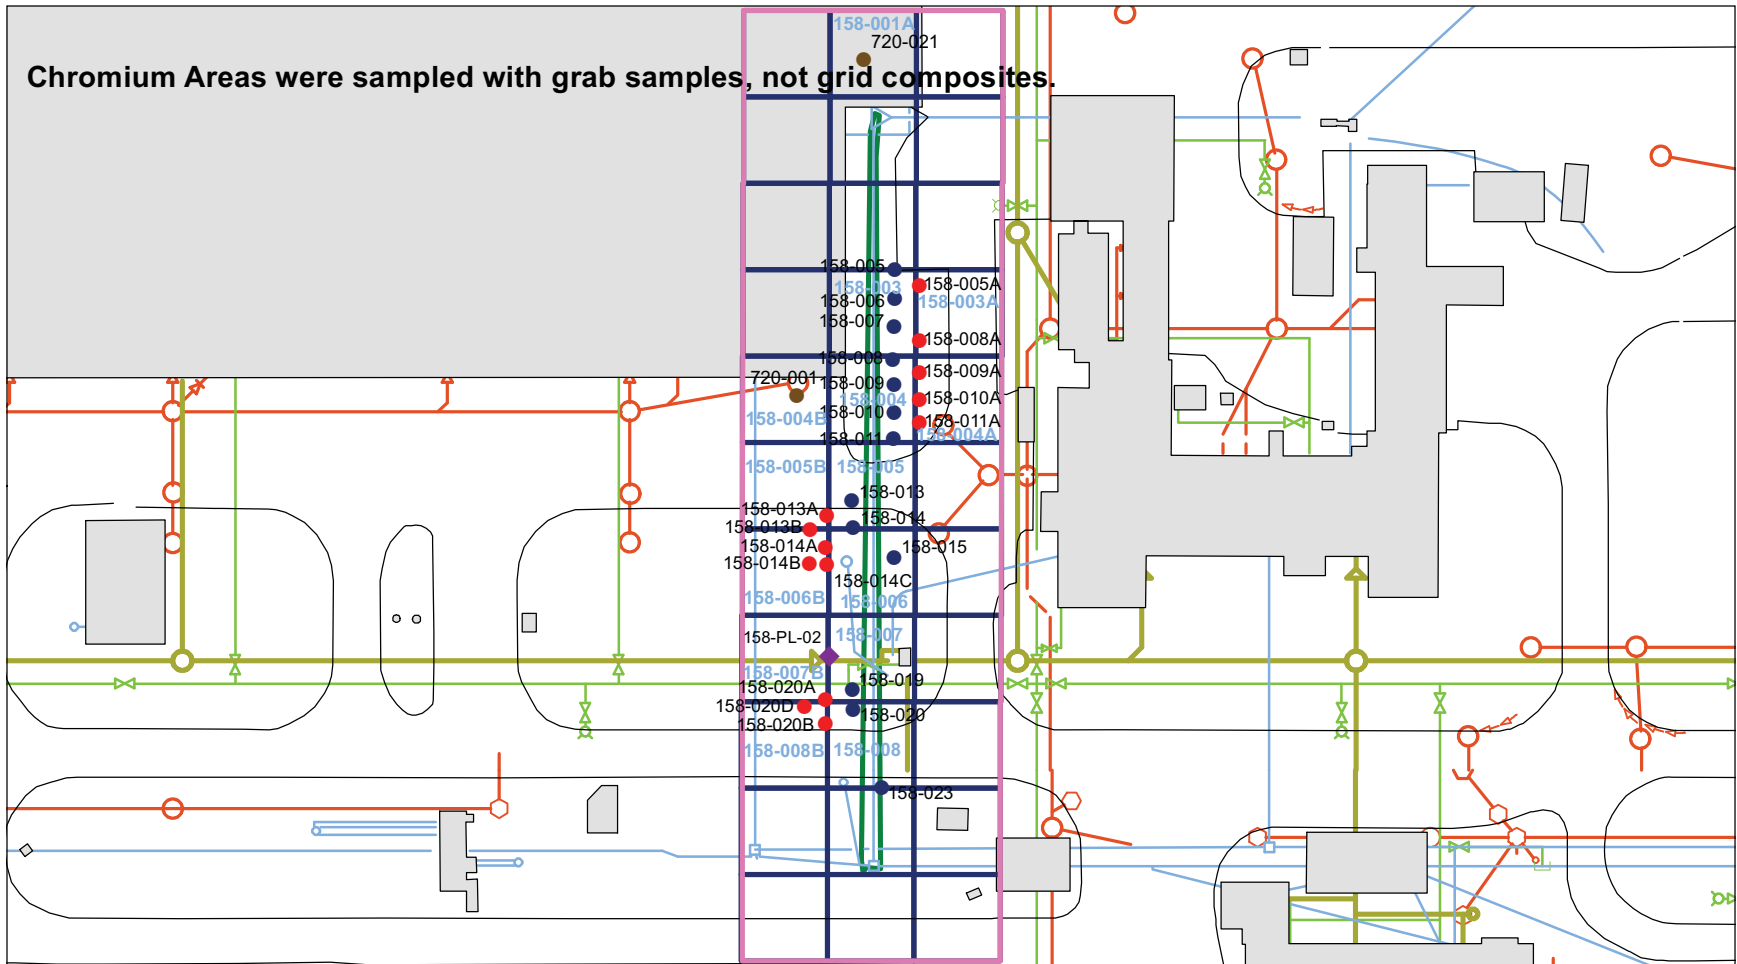 158-001A
720-021
Chromium Areas were sampled with grab samples, not grid composites.
158-005
158-003
158-005A
158-006
158-003A
158-007
158-008A
158-008
720-001
158-009
158-009A
158-004
158-010A
158-004B
158-010
158-011A
158-011
158-004A
158-005B
158-005
158-013
158-013A
158-014
158-013B
158-014A
158-015
158-014B
158-014C
158-006B
158-006
158-PL-02
158-007
158-007B
158-019
158-020A
158-020D
158-020
158-020B
158-008B
158-008
158-023